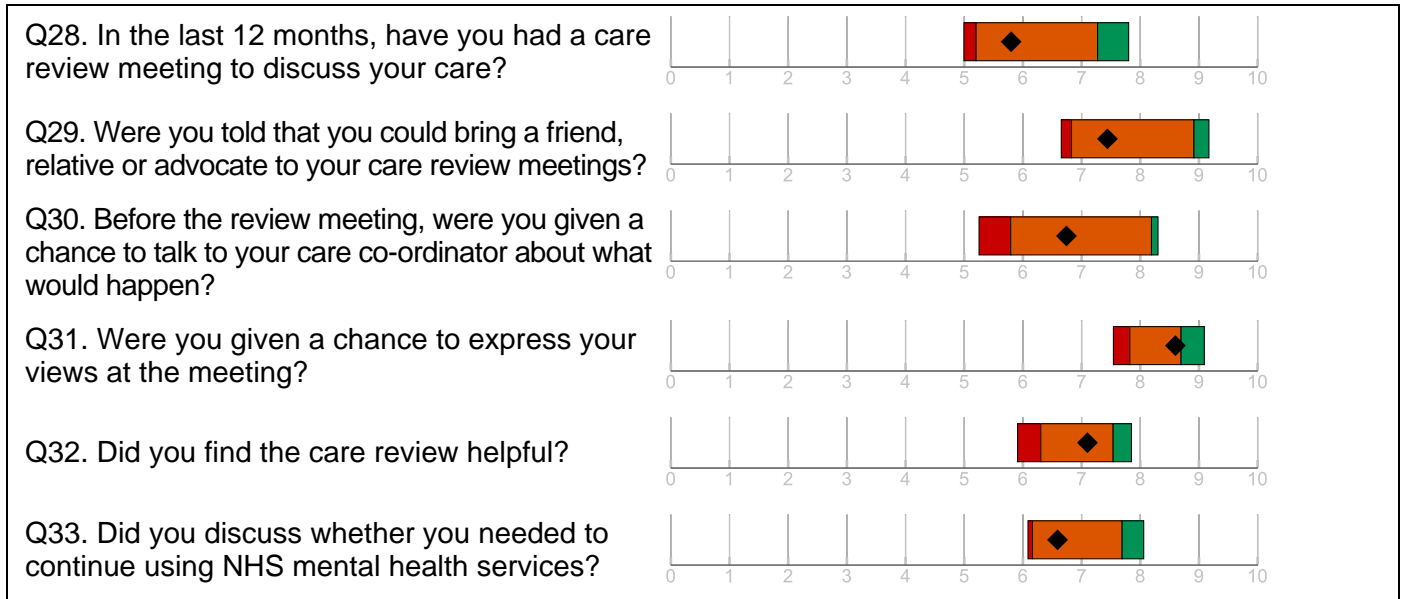 Q28. In the last 12 months, have you had a care
review meeting to discuss your care?
0 1 2 3 4 5 6 7 8 9 10
Q29. Were you told that you could bring a friend,
relative or advocate to your care review meetings?
0 1 2 3 4 5 6 7 8 9 10
Q30. Before the review meeting, were you given a
chance to talk to your care co-ordinator about what
would happen?
0 1 2 3 4 5 6 7 8 9 10
Q31. Were you given a chance to express your
views at the meeting?
0 1 2 3 4 5 6 7 8 9 10
Q32. Did you find the care review helpful?
0 1 2 3 4 5 6 7 8 9 10
Q33. Did you discuss whether you needed to
continue using NHS mental health services?
0 1 2 3 4 5 6 7 8 9 10